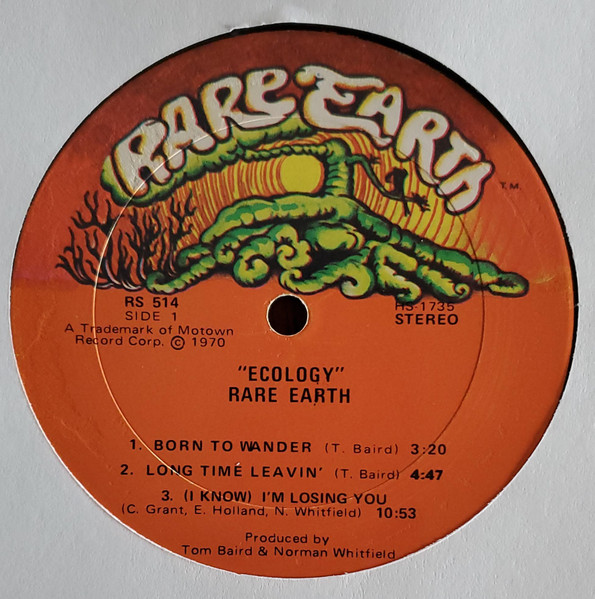 RARE EARTH
T.M.
RS 514
SIDE 1
A Trademark of Motown
Record Corp. © 1970
HS-1735
STEREO
"ECOLOGY"
RARE EARTH
1. BORN TO WANDER (T. Baird) 3:20
2. LONG TIME LEAVIN' (T. Baird) 4:47
3. (I KNOW) I'M LOSING YOU
(C. Grant, E. Holland, N. Whitfield) 10:53
Produced by
Tom Baird & Norman Whitfield